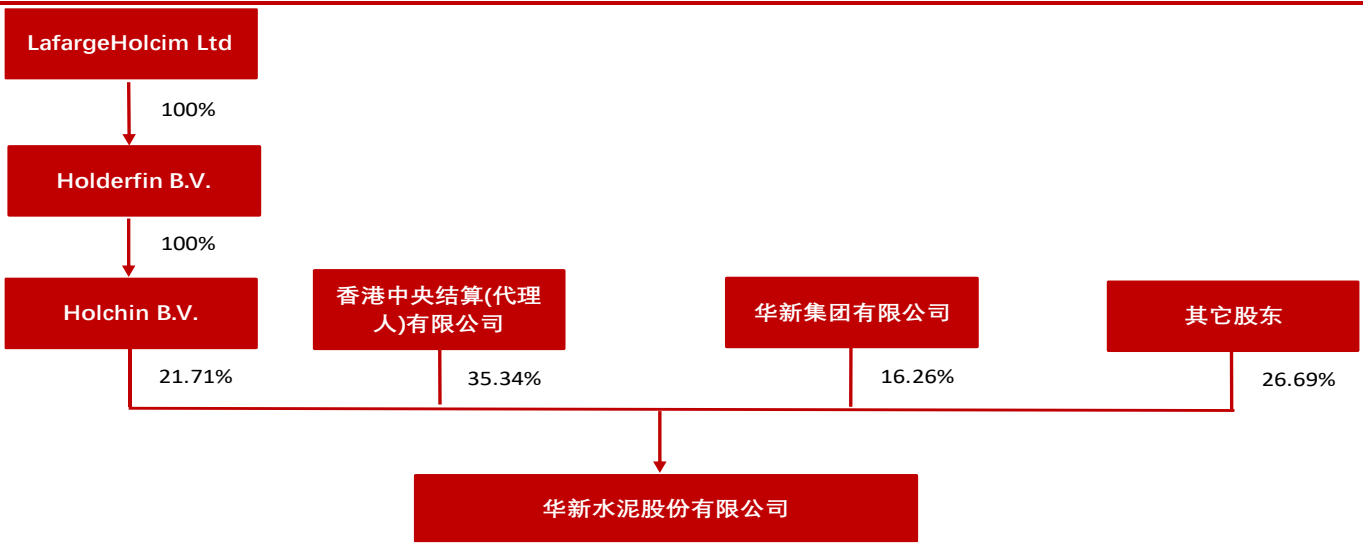 LafargeHolcim Ltd
100%
Holderfin B.V.
100%
Holchin B.V.
香港中央结算(代理
人)有限公司
华新集团有限公司
其它股东
21.71%
35.34%
16.26%
26.69%
华新水泥股份有限公司